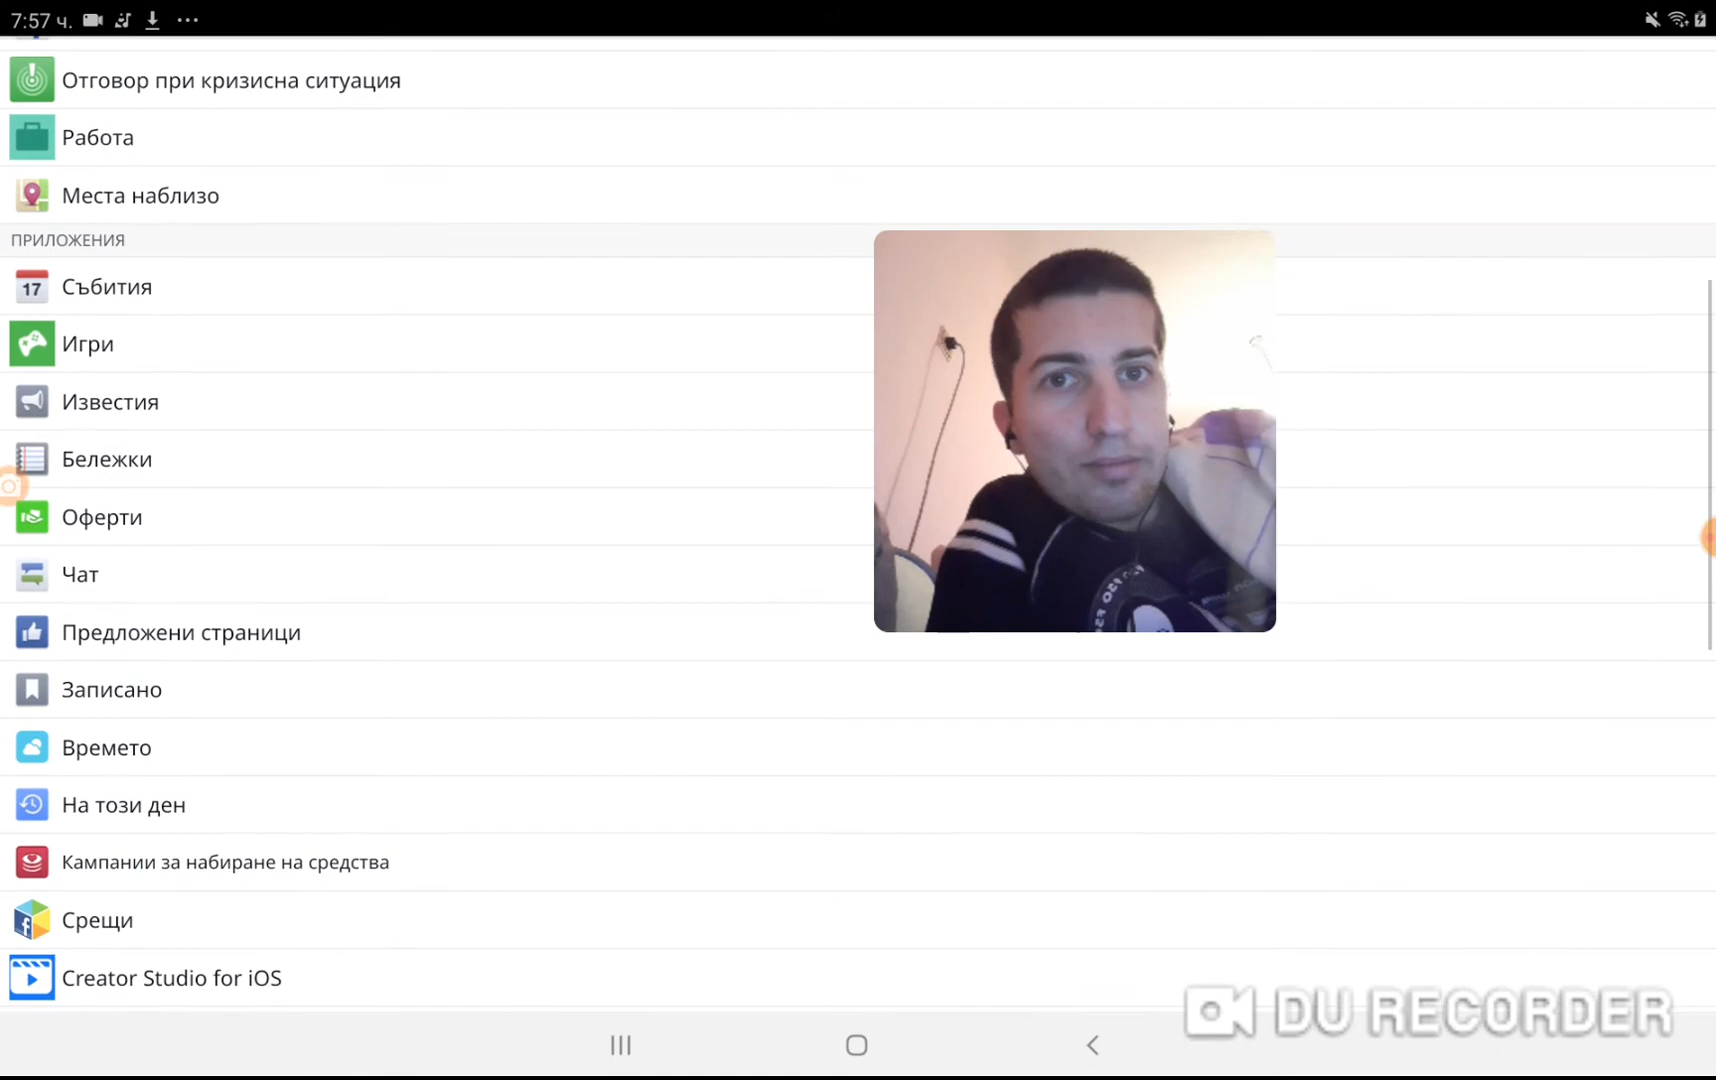 7:57 ч.
Отговор при кризисна ситуация
Работа
Места наблизо
ПРИЛОЖЕНИЯ
Събития
17
Игри
Известия
Бележки
Оферти
Чат
Предложени страници
Записано
Времето
На този ден
Кампании за набиране на средства
Срещи
Creator Studio for iOS
DU RECORDER